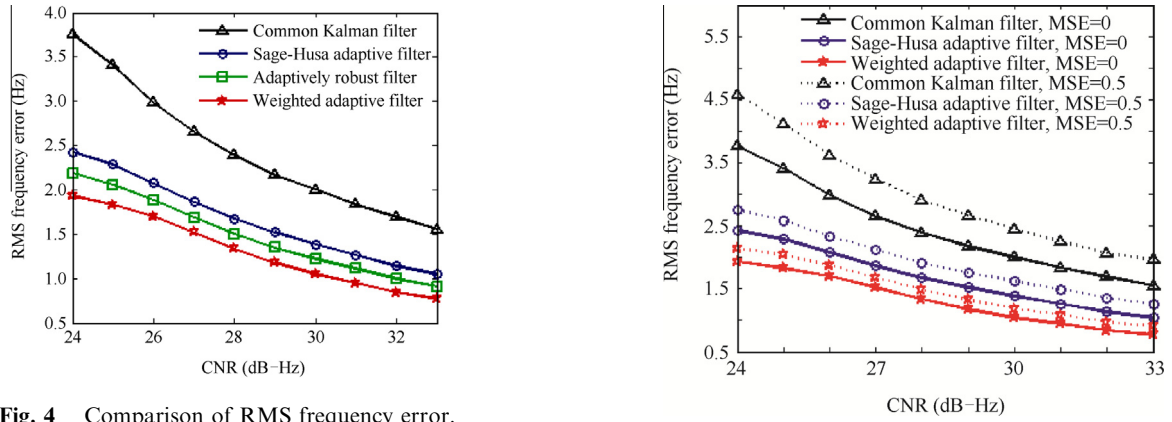 4.0
3.5
3.0
2.5
2.0
1.5
1.0
0.5
RMS frequency error (Hz)
Common Kalman filter
Sage-Husa adaptive filter
Adaptively robust filter
Weighted adaptive filter
24 26 28 30 32
CNR (dB-Hz)
Fig. 4 Comparison of RMS frequency error.
5.5
4.5
3.5
2.5
1.5
0.5
RMS frequency error (Hz)
Common Kalman filter, MSE=0
Sage-Husa adaptive filter, MSE=0
Weighted adaptive filter, MSE=0
Common Kalman filter, MSE=0.5
Sage-Husa adaptive filter, MSE=0.5
Weighted adaptive filter, MSE=0.5
24 27 30 33
CNR (dB-Hz)